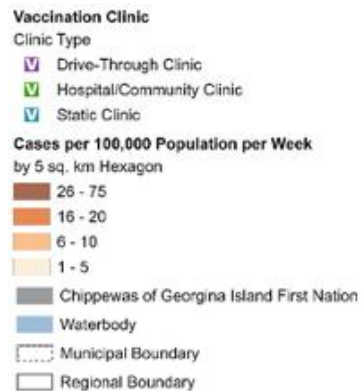 Vaccination Clinic
Clinic Type
V Drive-Through Clinic
V Hospital/Community Clinic
V Static Clinic
Cases per 100,000 Population per Week
by 5 sq. km Hexagon
26 - 75
16 - 20
6 - 10
1 - 5
Chippewas of Georgina Island First Nation
Waterbody
Municipal Boundary
Regional Boundary